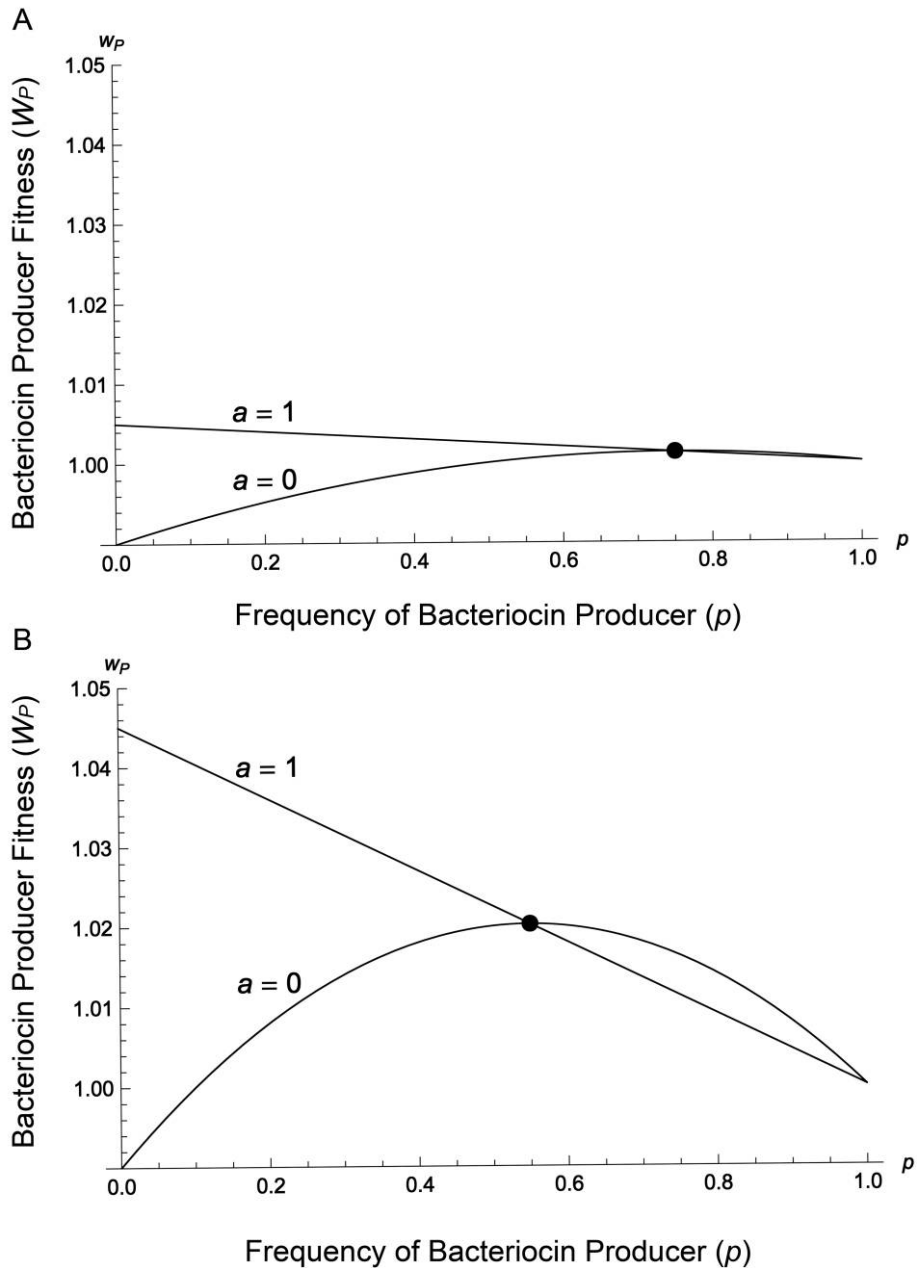 A
wP
1.05
1.04
1.03
1.02
1.01
1.00
Bacteriocin Producer Fitness (WP)
a = 1
a = 0
0.0 0.2 0.4 0.6 0.8 1.0 p
Frequency of Bacteriocin Producer (p)
B
wP
1.05
1.04
1.03
1.02
1.01
1.00
Bacteriocin Producer Fitness (WP)
a = 1
a = 0
0.0 0.2 0.4 0.6 0.8 1.0 p
Frequency of Bacteriocin Producer (p)